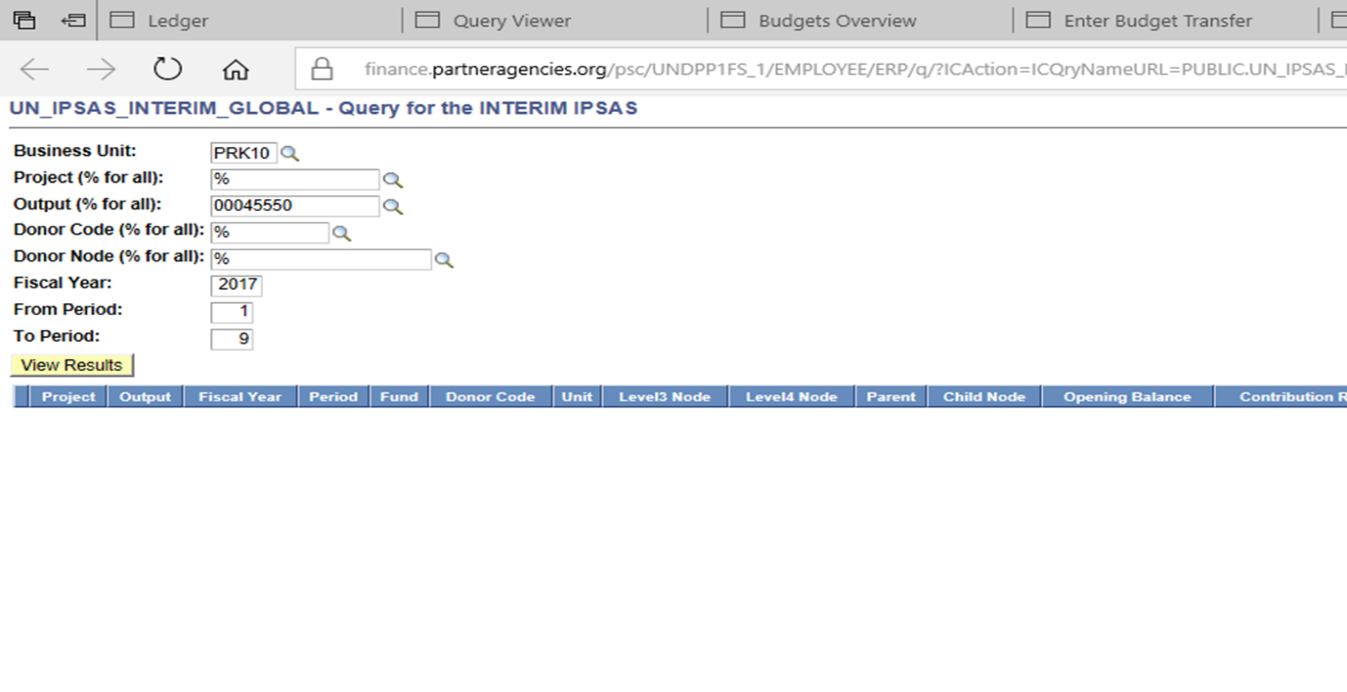 Ledger Query Viewer Budgets Overview Enter Budget Transfer
finance.partneragencies.org/psc/UNDPP1FS_1/EMPLOYEE/ERP/q/?ICAction=ICQryNameURL=PUBLIC.UN_IPSAS_
UN_IPSAS_INTERIM_GLOBAL - Query for the INTERIM IPSAS
Business Unit: PRK10
Project (% for all): %
Output (% for all): 00045550
Donor Code (% for all): %
Donor Node (% for all): %
Fiscal Year: 2017
From Period: 1
To Period: 9
View Results
Project Output Fiscal Year Period Fund Donor Code Unit Level3 Node Level4 Node Parent Child Node Opening Balance Contribution R